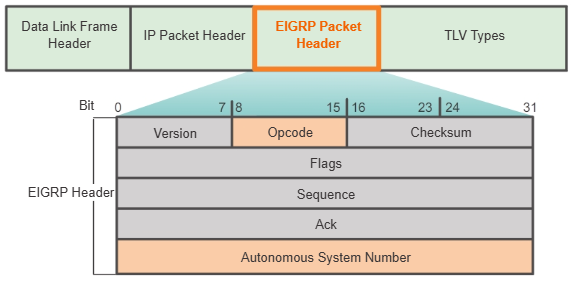 Data Link Frame
Header
IP Packet Header
EIGRP Packet
Header
TLV Types
Bit
0
7
8
15
16
23
24
31
Version
Opcode
Checksum
EIGRP Header
Flags
Sequence
Ack
Autonomous System Number